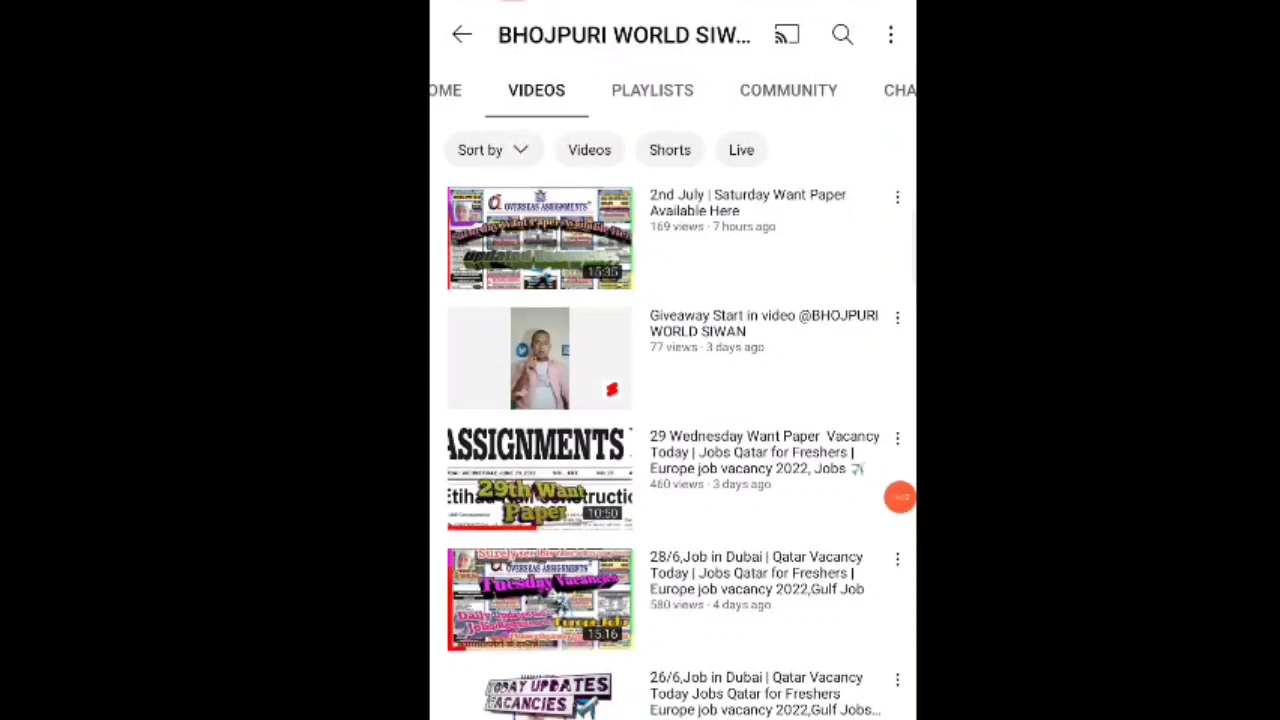 BHOJPURI WORLD SIW...
OME VIDEOS PLAYLISTS COMMUNITY CHA
Sort by Videos Shorts Live
OVERSEAS ASSIGNMENTS
15:35
2nd July | Saturday Want Paper
Available Here
169 views · 7 hours ago
Giveaway Start in video @BHOJPURI
WORLD SIWAN
77 views · 3 days ago
ASSIGNMENTS
29th Want
Paper
10:50
29 Wednesday Want Paper Vacancy
Today | Jobs Qatar for Freshers |
Europe job vacancy 2022, Jobs ✈️
460 views · 3 days ago
OVERSEAS ASSIGNMENTS
Tuesday Vacancies
15:16
28/6,Job in Dubai | Qatar Vacancy
Today | Jobs Qatar for Freshers |
Europe job vacancy 2022,Gulf Job
580 views · 4 days ago
TODAY UPDATES
VACANCIES
26/6,Job in Dubai | Qatar Vacancy
Today Jobs Qatar for Freshers
Europe job vacancy 2022,Gulf Jobs...